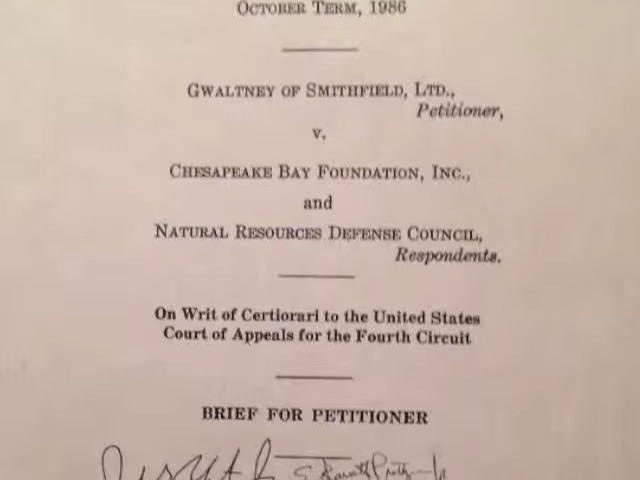 OCTOBER TERM, 1986
GWALTNEY OF SMITHFIELD, LTD.,
Petitioner,
v.
CHESAPEAKE BAY FOUNDATION, INC.,
and
NATURAL RESOURCES DEFENSE COUNCIL,
Respondents.
On Writ of Certiorari to the United States
Court of Appeals for the Fourth Circuit
BRIEF FOR PETITIONER